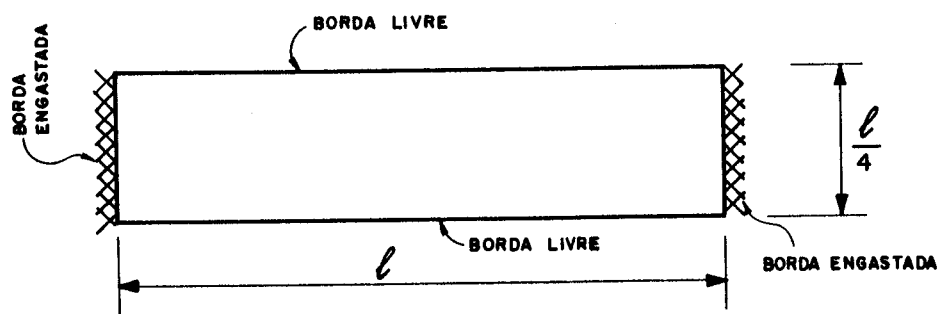 BORDA LIVRE
BORDA
ENGASTADA
ℓ
4
BORDA LIVRE
BORDA ENGASTADA
ℓ